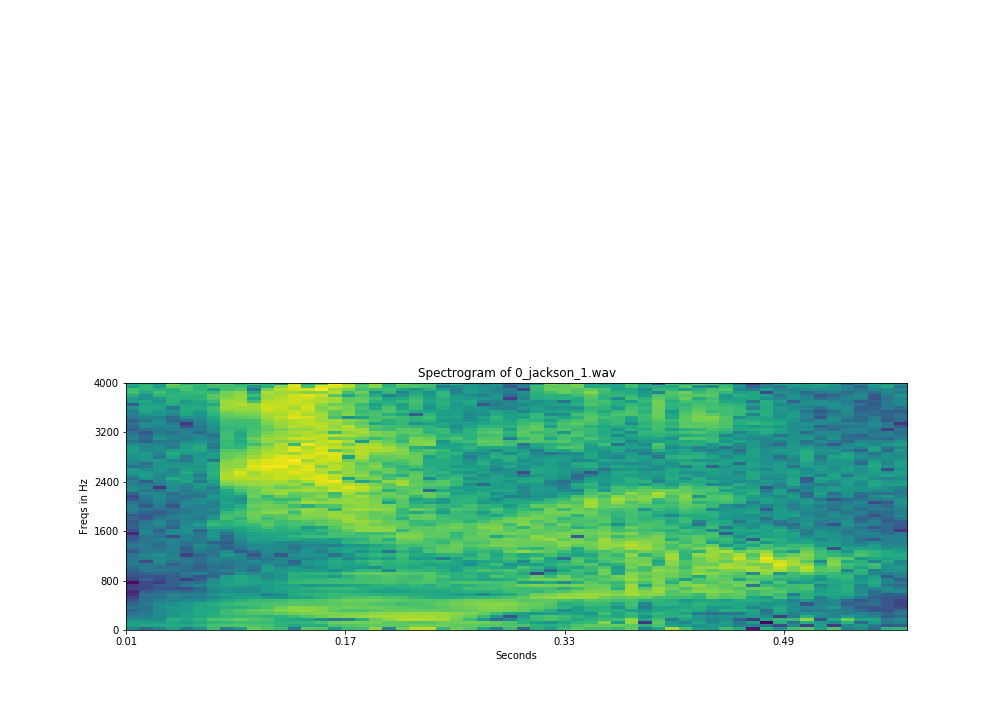 Spectrogram of 0_jackson_1.wav
4000
3200
2400
1600
800
0
Freqs in Hz
0.01 0.17 0.33 0.49
Seconds